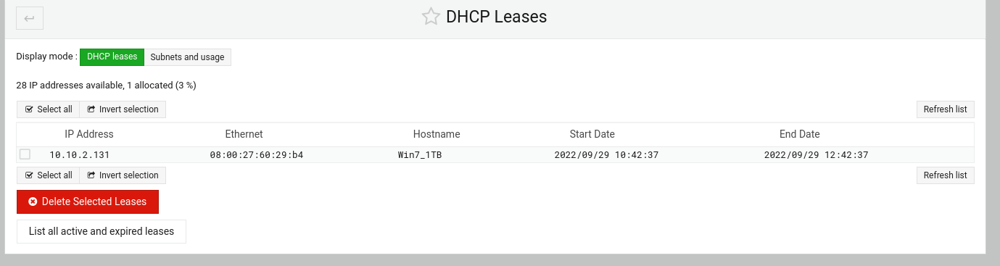 DHCP Leases
Display mode : DHCP leases Subnets and usage
28 IP addresses available, 1 allocated (3 %)
Select all Invert selection Refresh list
IP Address Ethernet Hostname Start Date End Date
10.10.2.131 08:00:27:60:29:b4 Win7_1TB 2022/09/29 10:42:37 2022/09/29 12:42:37
Select all Invert selection Refresh list
Delete Selected Leases
List all active and expired leases